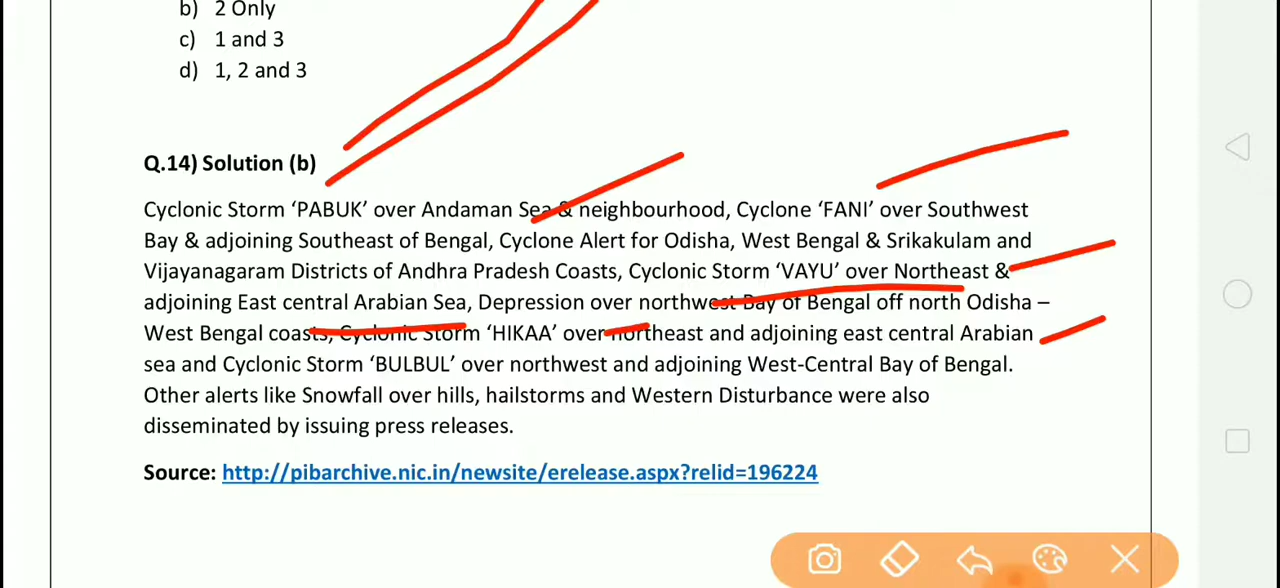 b) 2 Only
c) 1 and 3
d) 1, 2 and 3
Q.14) Solution (b)
Cyclonic Storm ‘PABUK’ over Andaman Sea & neighbourhood, Cyclone ‘FANI’ over Southwest
Bay & adjoining Southeast of Bengal, Cyclone Alert for Odisha, West Bengal & Srikakulam and
Vijayanagaram Districts of Andhra Pradesh Coasts, Cyclonic Storm ‘VAYU’ over Northeast &
adjoining East central Arabian Sea, Depression over northwest Bay of Bengal off north Odisha –
West Bengal coasts, Cyclonic Storm ‘HIKAA’ over northeast and adjoining east central Arabian
sea and Cyclonic Storm ‘BULBUL’ over northwest and adjoining West-Central Bay of Bengal.
Other alerts like Snowfall over hills, hailstorms and Western Disturbance were also
disseminated by issuing press releases.
Source: http://pibarchive.nic.in/newsite/erelease.aspx?relid=196224